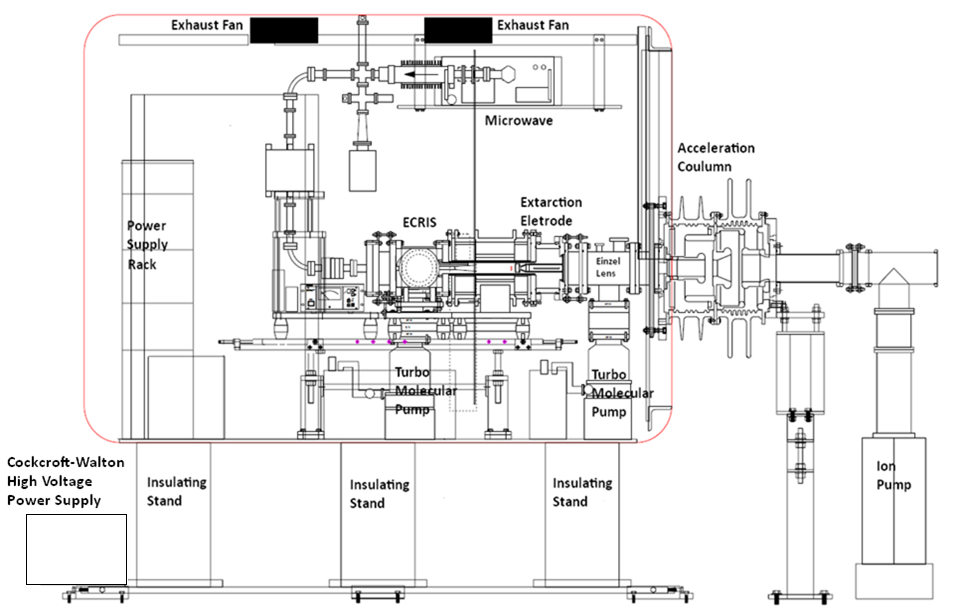 Exhaust Fan
Exhaust Fan
Microwave
Acceleration
Coulumn
Power
Supply
Rack
ECRIS
Extarction
Eletrode
Einzel
Lens
Turbo
Molecular
Pump
Turbo
Molecular
Pump
Cockcroft-Walton
High Voltage
Power Supply
Insulating
Stand
Insulating
Stand
Insulating
Stand
Ion
Pump